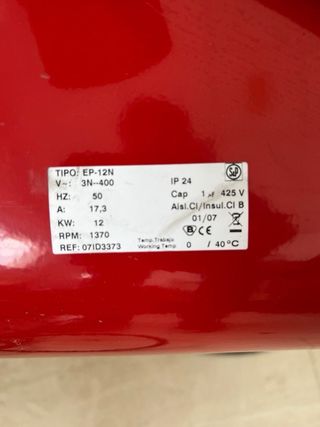 TIPO: EP-12N
V~: 3N~400
HZ: 50
A: 17,3
KW: 12
RPM: 1370
REF: 07ID3373
S&P
IP 24
Cap 1 µF 425 V
Aisl.Cl/Insul.Cl B
01/07
B CE
Temp.Trabajo
Working Temp. 0 / 40°C